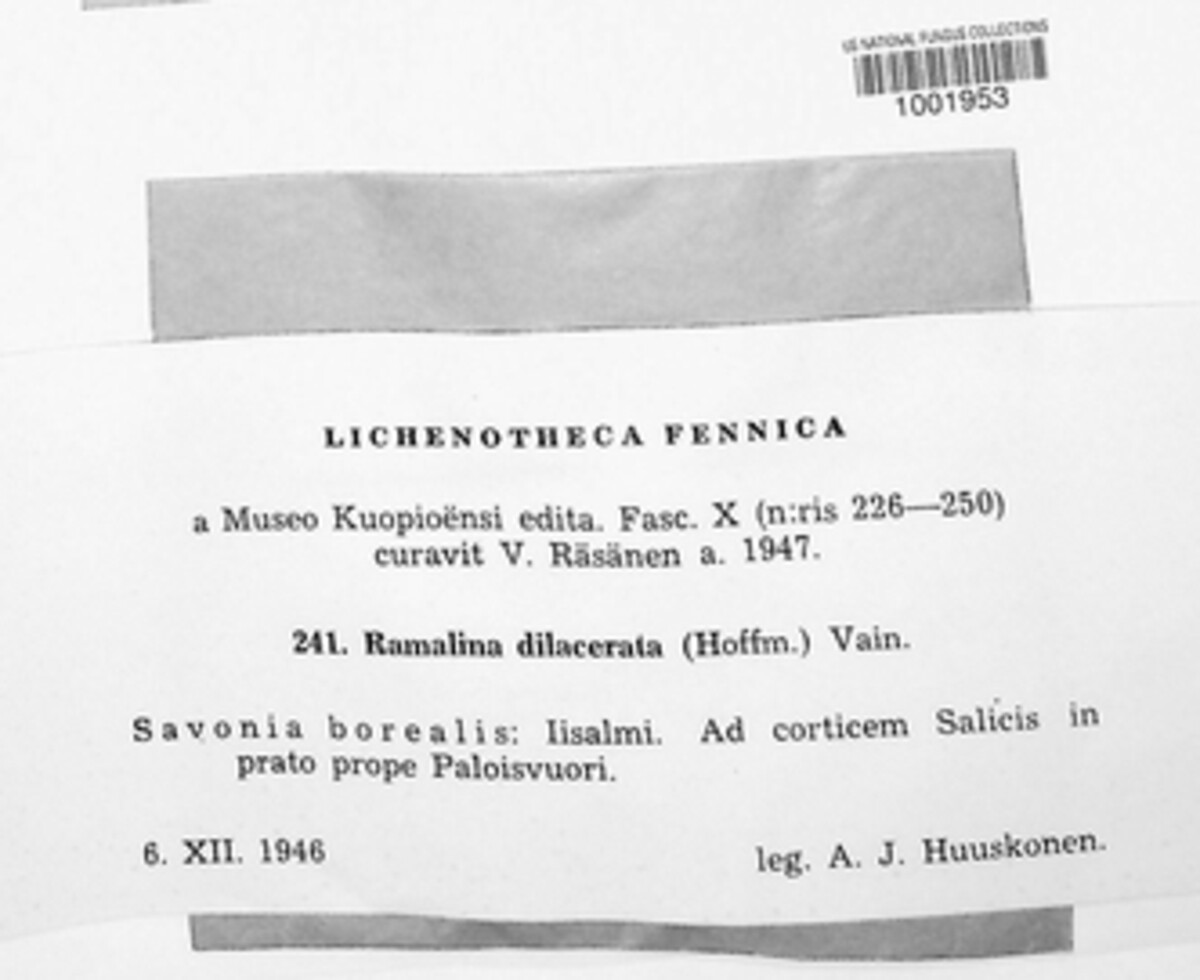 US NATIONAL FUNGUS COLLECTIONS
1001953
LICHENOTHECA FENNICA
a Museo Kuopioënsi edita. Fasc. X (n:ris 226—250)
curavit V. Räsänen a. 1947.
241. Ramalina dilacerata (Hoffm.) Vain.
Savonia borealis: Iisalmi. Ad corticem Salicis in
prato prope Paloisvuori.
6. XII. 1946 leg. A. J. Huuskonen.